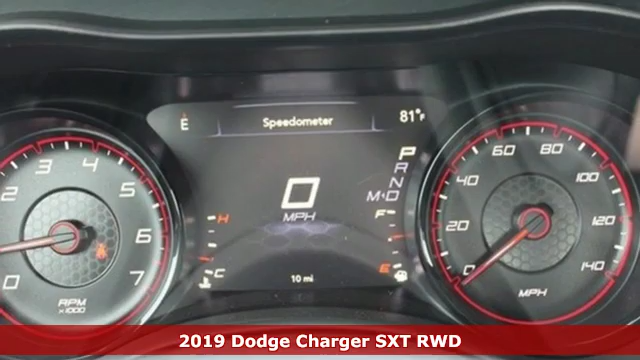 E Speedometer 81°F
0
MPH
P
R
N
M·D
H
C
F
E
10 mi
0
2
3
4
5
6
7
RPM
x1000
0
20
40
60
80
100
120
140
MPH
2019 Dodge Charger SXT RWD